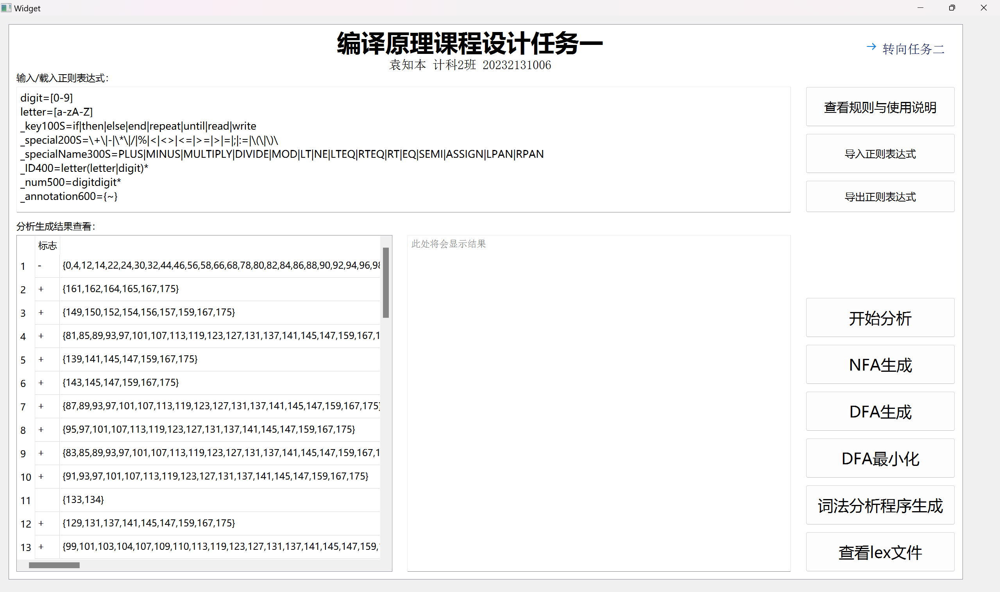 Widget
编译原理课程设计任务一
→ 转向任务二
袁知本 计科2班 20232131006
输入/载入正则表达式：
digit=[0-9]
letter=[a-zA-Z]
_key100S=if|then|else|end|repeat|until|read|write
_special200S=\+\|-|\*\|/|%|<|<>|<=|>=|>|=|;|:=|\(\|\)\
_specialName300S=PLUS|MINUS|MULTIPLY|DIVIDE|MOD|LT|NE|LTEQ|RTEQ|RT|EQ|SEMI|ASSIGN|LPAN|RPAN
_ID400=letter(letter|digit)*
_num500=digitdigit*
_annotation600={~}
查看规则与使用说明
导入正则表达式
导出正则表达式
分析生成结果查看：
标志
1 - {0,4,12,14,22,24,30,32,44,46,56,58,66,68,78,80,82,84,86,88,90,92,94,96,98
2 + {161,162,164,165,167,175}
3 + {149,150,152,154,156,157,159,167,175}
4 + {81,85,89,93,97,101,107,113,119,123,127,131,137,141,145,147,159,167,1
5 + {139,141,145,147,159,167,175}
6 + {143,145,147,159,167,175}
7 + {87,89,93,97,101,107,113,119,123,127,131,137,141,145,147,159,167,175}
8 + {95,97,101,107,113,119,123,127,131,137,141,145,147,159,167,175}
9 + {83,85,89,93,97,101,107,113,119,123,127,131,137,141,145,147,159,167,1
10 + {91,93,97,101,107,113,119,123,127,131,137,141,145,147,159,167,175}
11 {133,134}
12 + {129,131,137,141,145,147,159,167,175}
13 + {99,101,103,104,107,109,110,113,119,123,127,131,137,141,145,147,159,
此处将会显示结果
开始分析
NFA生成
DFA生成
DFA最小化
词法分析程序生成
查看lex文件